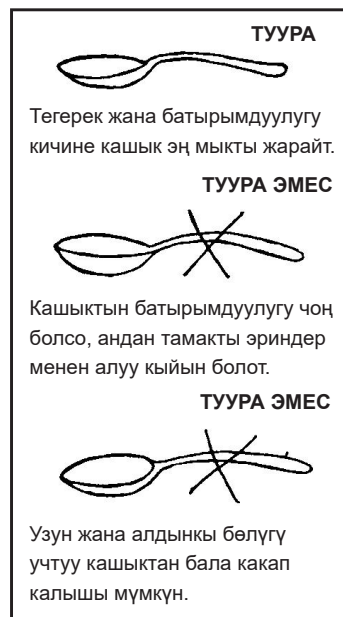 ТУУРА
Тегерек жана батырымдуулугу
кичине кашык эң мыкты жарайт.
ТУУРА ЭМЕС
Кашыктын батырымдуулугу чоң
болсо, андан тамакты эриндер
менен алуу кыйын болот.
ТУУРА ЭМЕС
Узун жана алдынкы бөлүгү
учтуу кашыктан бала какап
калышы мүмкүн.